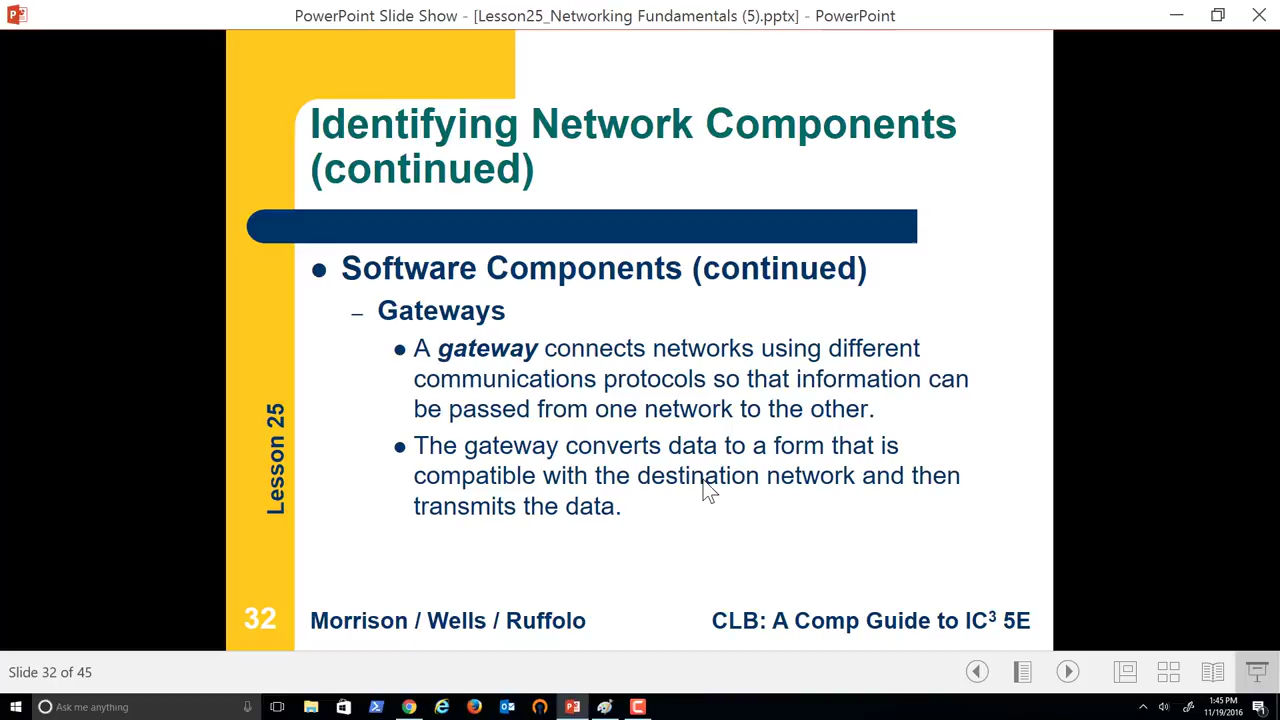 PowerPoint Slide Show - [Lesson25_Networking Fundamentals (5).pptx] - PowerPoint
Identifying Network Components
(continued)
● Software Components (continued)
– Gateways
● A gateway connects networks using different
communications protocols so that information can
be passed from one network to the other.
● The gateway converts data to a form that is
compatible with the destination network and then
transmits the data.
Lesson 25
32
Morrison / Wells / Ruffolo
CLB: A Comp Guide to IC³ 5E
Slide 32 of 45
Ask me anything
1:45 PM
11/19/2016